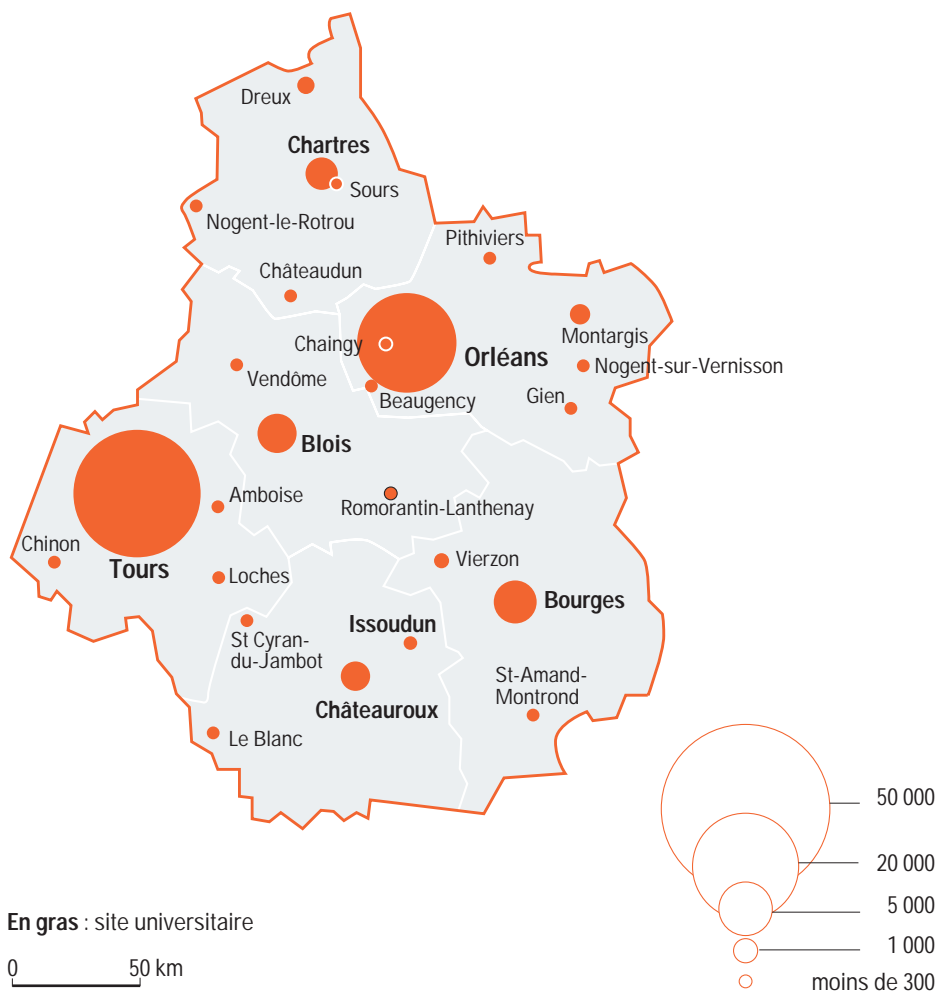 Dreux
Chartres
Sours
Nogent-le-Rotrou
Pithiviers
Châteaudun
Chaingy
Orléans
Montargis
Nogent-sur-Vernisson
Vendôme
Beaugency
Gien
Blois
Amboise
Romorantin-Lanthenay
Chinon
Tours
Loches
Vierzon
Bourges
Issoudun
St Cyran-
du-Jambot
St-Amand-
Montrond
Châteauroux
Le Blanc
50 000
20 000
5 000
1 000
moins de 300
En gras : site universitaire
0 50 km